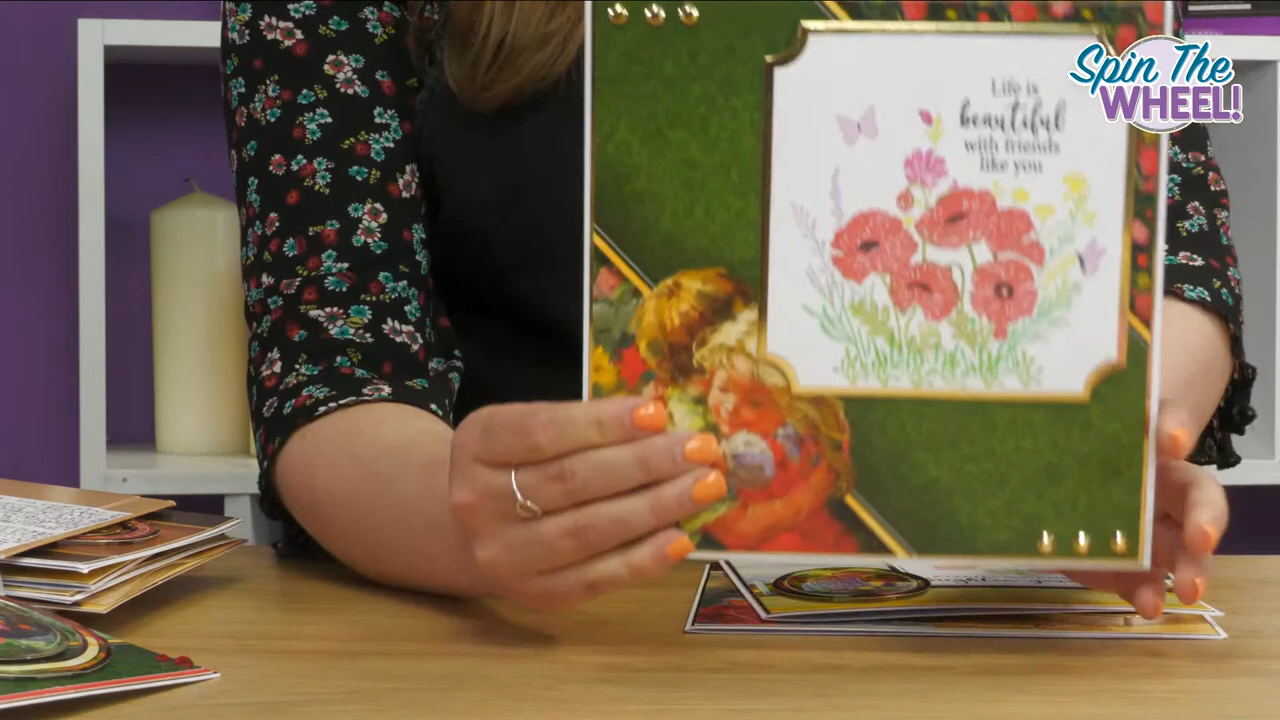 Spin The
WHEEL!
Life is
beautiful
with friends
like you